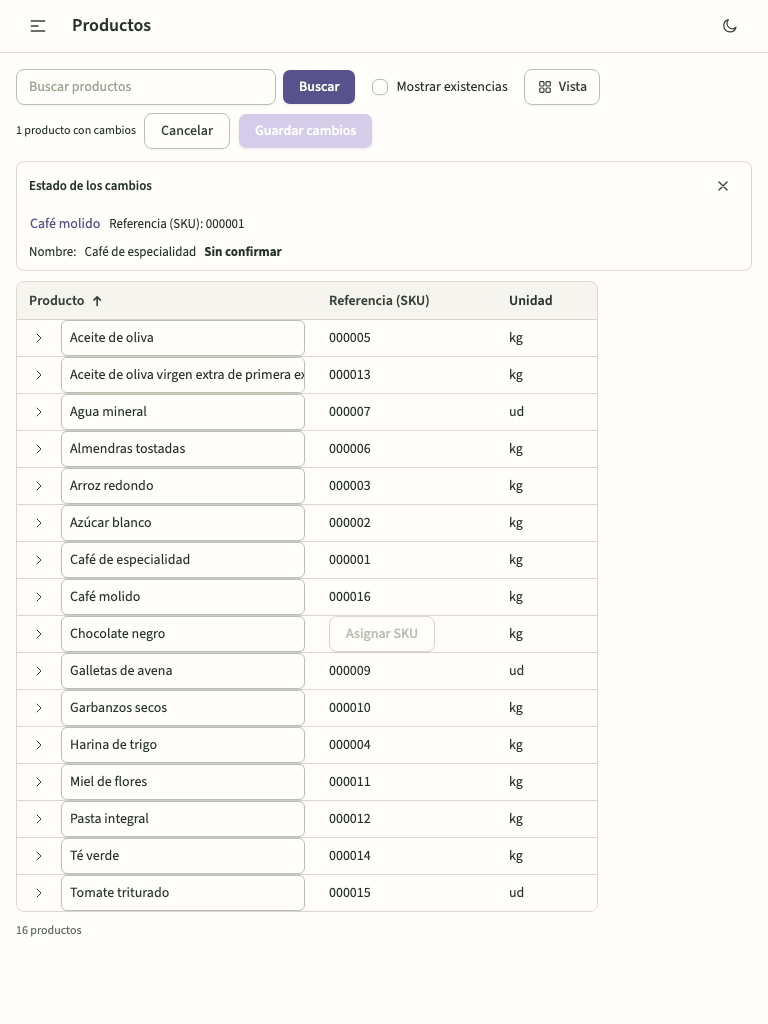 Productos
Buscar productos
Buscar
Mostrar existencias
Vista
1 producto con cambios
Cancelar
Guardar cambios
Estado de los cambios
Café molido Referencia (SKU): 000001
Nombre: Café de especialidad Sin confirmar
Producto Referencia (SKU) Unidad
Aceite de oliva 000005 kg
Aceite de oliva virgen extra de primera 000013 kg
Agua mineral 000007 ud
Almendras tostadas 000006 kg
Arroz redondo 000003 kg
Azúcar blanco 000002 kg
Café de especialidad 000001 kg
Café molido 000016 kg
Chocolate negro Asignar SKU kg
Galletas de avena 000009 ud
Garbanzos secos 000010 kg
Harina de trigo 000004 kg
Miel de flores 000011 kg
Pasta integral 000012 kg
Té verde 000014 kg
Tomate triturado 000015 ud
16 productos